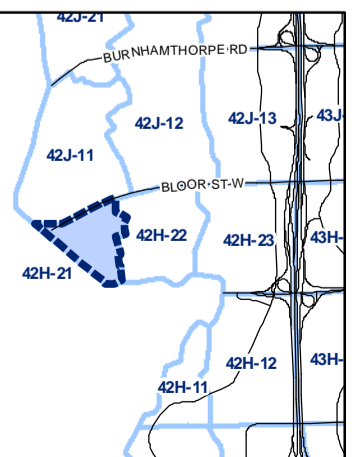 42J-21
BURNHAMTHORPE RD
42J-12
42J-13
43J-
42J-11
BLOOR ST W
42H-22
42H-23
43H-
42H-21
42H-12
43H-
42H-11